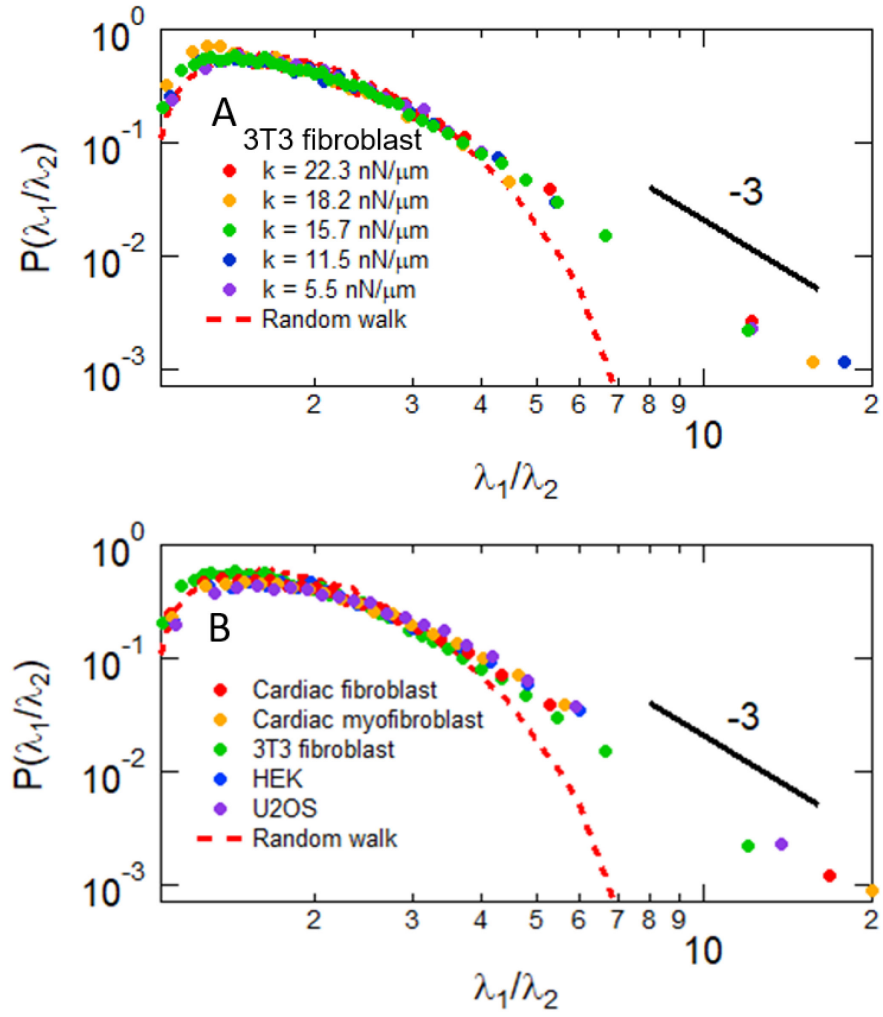 10⁰
10⁻¹
10⁻²
10⁻³
P(λ₁/λ₂)
A
3T3 fibroblast
k = 22.3 nN/μm
k = 18.2 nN/μm
k = 15.7 nN/μm
k = 11.5 nN/μm
k = 5.5 nN/μm
Random walk
-3
2 3 4 5 6 7 8 9 10 2
λ₁/λ₂
10⁰
10⁻¹
10⁻²
10⁻³
P(λ₁/λ₂)
B
Cardiac fibroblast
Cardiac myofibroblast
3T3 fibroblast
HEK
U2OS
Random walk
-3
2 3 4 5 6 7 8 9 10 2
λ₁/λ₂